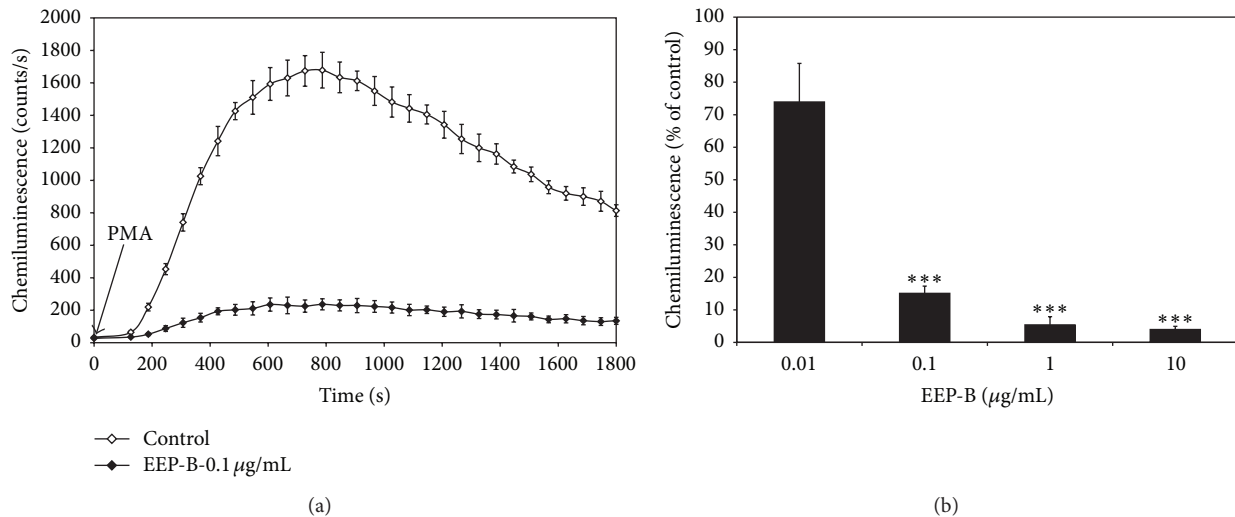 Chemiluminescence (counts/s)
2000
1800
1600
1400
1200
1000
800
600
400
200
0
PMA
0 200 400 600 800 1000 1200 1400 1600 1800
Time (s)
Control
EEP-B-0.1 μg/mL
(a)
Chemiluminescence (% of control)
100
90
80
70
60
50
40
30
20
10
0
***
***
***
0.01 0.1 1 10
EEP-B (μg/mL)
(b)